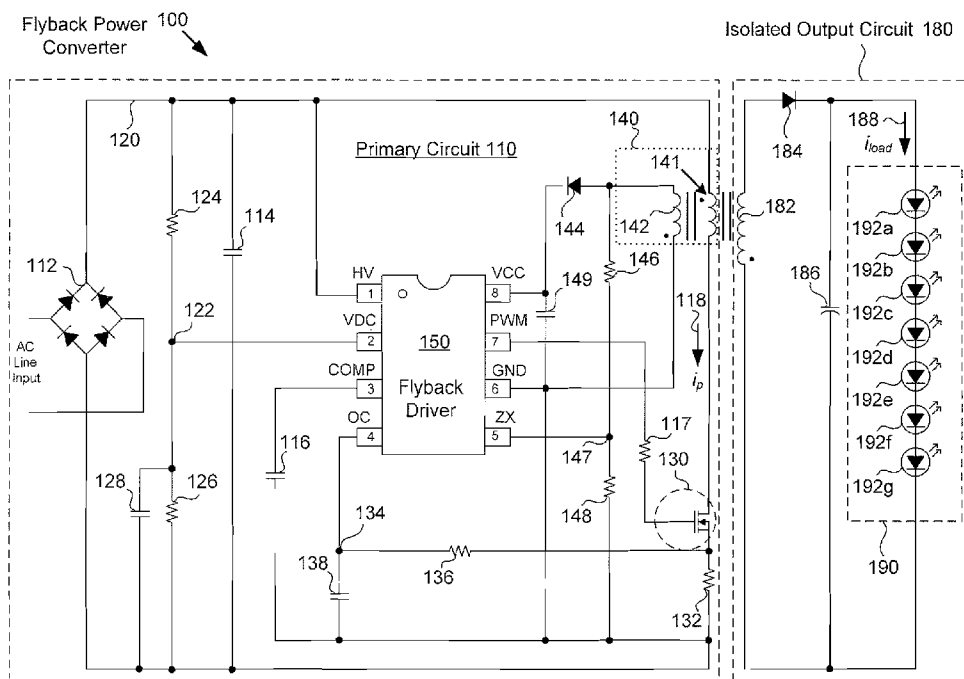 Flyback Power
Converter
100
Isolated Output Circuit 180
120
Primary Circuit 110
140
141
188
i_load
184
124
114
144
142
182
192a
112
HV
VCC
149
146
118
192b
1
8
186
192c
122
VDC
PWM
2
150
7
192d
AC
Line
Input
COMP
Flyback
Driver
GND
i_p
3
6
192e
OC
ZX
117
192f
4
5
116
147
130
192g
128
126
148
134
136
138
132
190